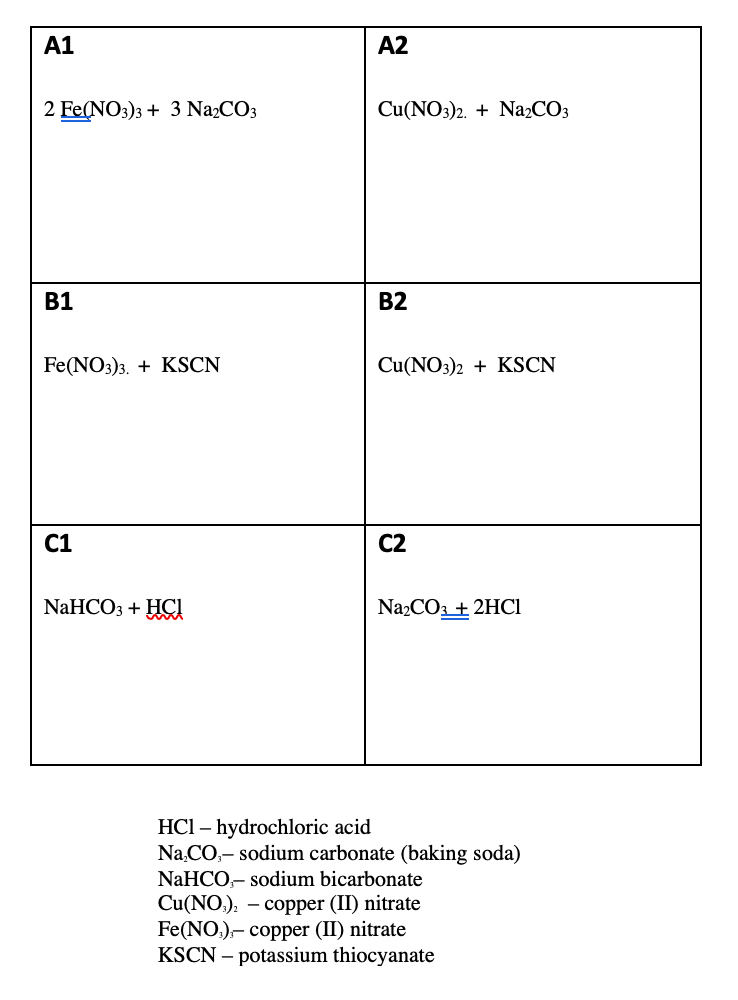 A1
A2
2 Fe(NO₃)₃ + 3 Na₂CO₃
Cu(NO₃)₂. + Na₂CO₃
B1
B2
Fe(NO₃)₃. + KSCN
Cu(NO₃)₂ + KSCN
C1
C2
NaHCO₃ + HCl
Na₂CO₃ + 2HCl
HCl – hydrochloric acid
Na₂CO₃– sodium carbonate (baking soda)
NaHCO₃– sodium bicarbonate
Cu(NO₃)₂ – copper (II) nitrate
Fe(NO₃)₃– copper (II) nitrate
KSCN – potassium thiocyanate